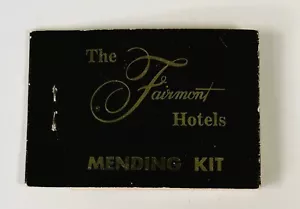 The
Fairmont
Hotels
MENDING KIT